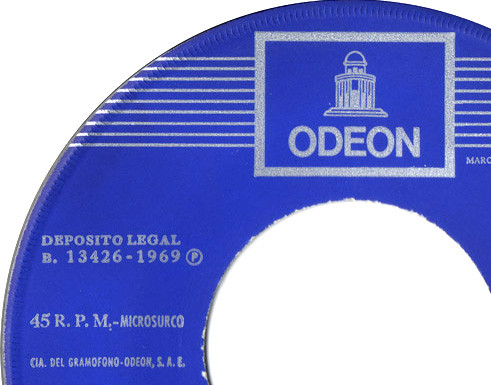 ODEON
MARC
DEPOSITO LEGAL
B. 13426-1969 Ⓟ
45 R. P. M.-MICROSURCO
CIA. DEL GRAMOFONO-ODEON, S. A. E.